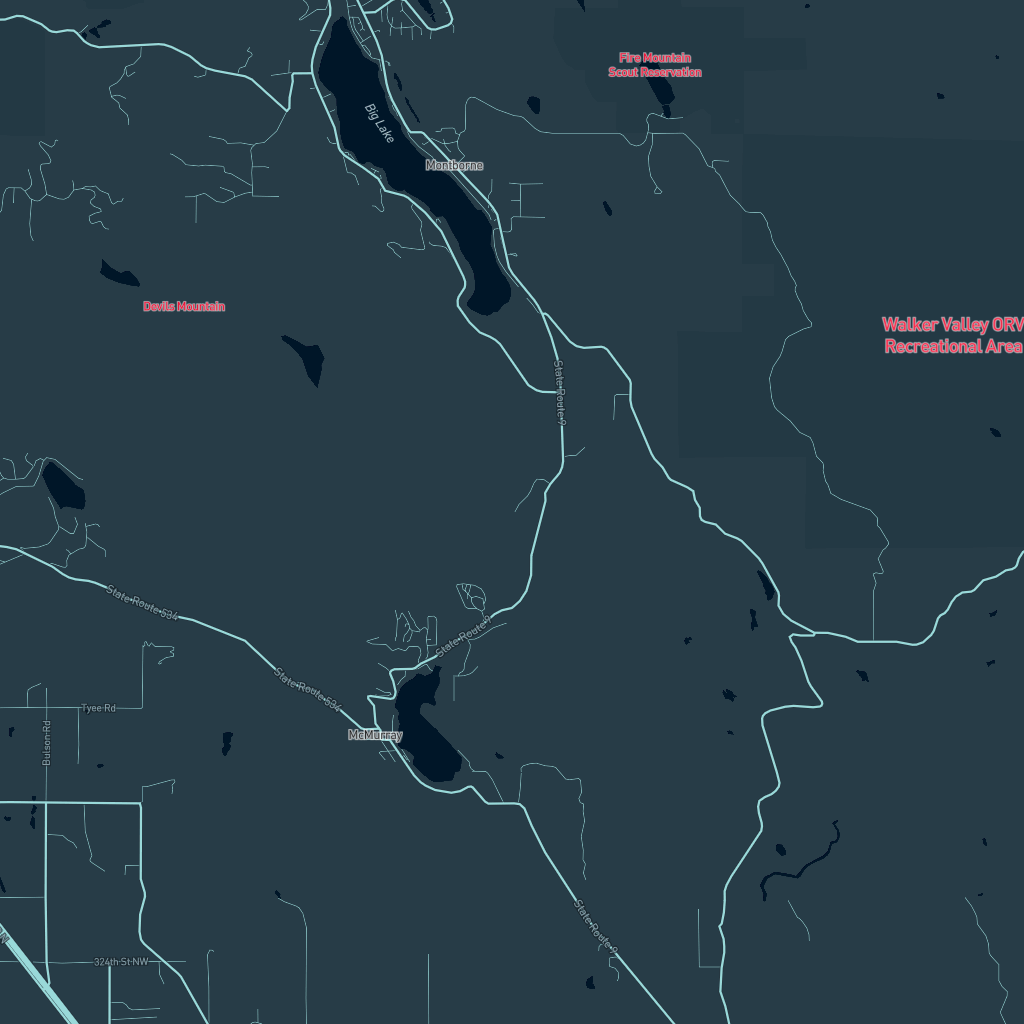 Fire Mountain
Scout Reservation
Big Lake
Montborne
Devils Mountain
Walker Valley ORV
Recreational Area
State Route 9
State Route 534
State Route 9
State Route 534
Tyee Rd
Bulson Rd
McMurray
State Route 9
324th St NW